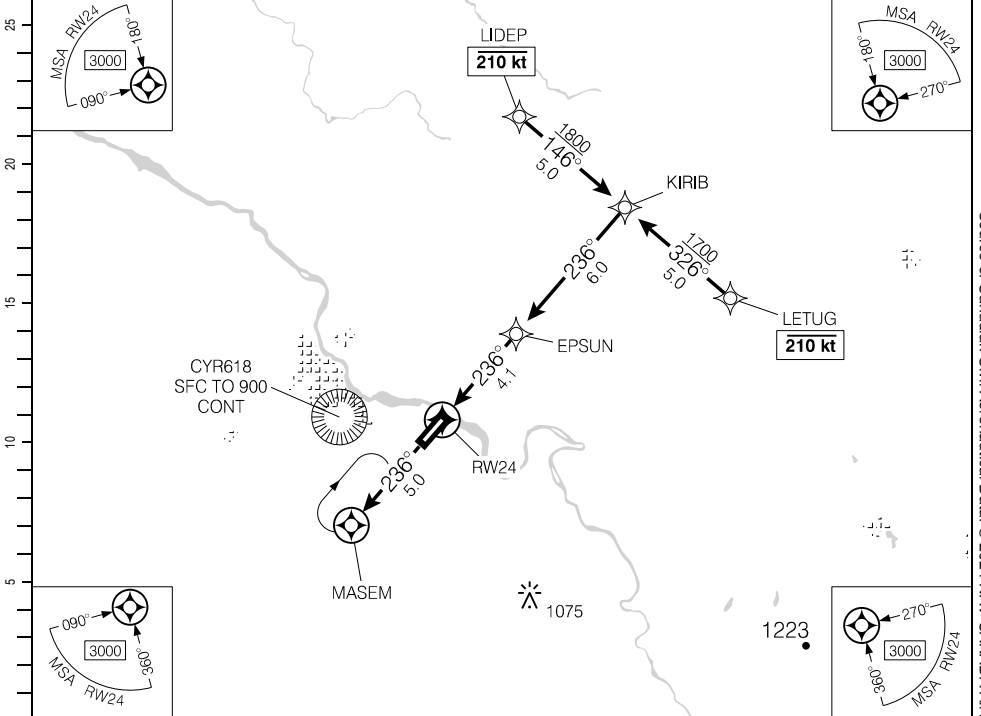 25
20
15
10
5
MSA RW24
3000
180°
090°
MSA RW24
3000
180°
270°
LIDEP
210 kt
1800
146°
5.0
KIRIB
1700
326°
5.0
LETUG
210 kt
236°
6.0
EPSUN
236°
4.1
CYR618
SFC TO 900
CONT
RW24
236°
5.0
MASEM
1075
1223
090°
3000
360°
MSA RW24
270°
3000
360°
MSA RW24